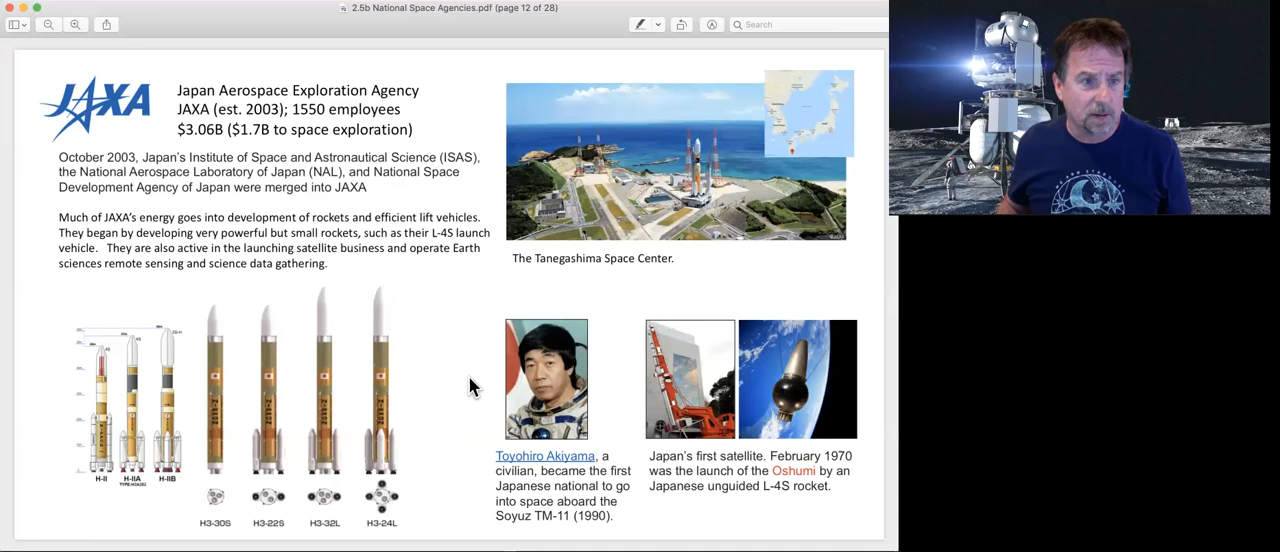 2.5b National Space Agencies.pdf (page 12 of 28)
Search
JAXA
Japan Aerospace Exploration Agency
JAXA (est. 2003); 1550 employees
$3.06B ($1.7B to space exploration)
October 2003, Japan's Institute of Space and Astronautical Science (ISAS),
the National Aerospace Laboratory of Japan (NAL), and National Space
Development Agency of Japan were merged into JAXA
Much of JAXA's energy goes into development of rockets and efficient lift vehicles.
They began by developing very powerful but small rockets, such as their L-4S launch
vehicle. They are also active in the launching satellite business and operate Earth
sciences remote sensing and science data gathering.
The Tanegashima Space Center.
H-II
H-IIA
H-IIB
H3-30S
H3-22S
H3-32L
H3-24L
Toyohiro Akiyama, a
civilian, became the first
Japanese national to go
into space aboard the
Soyuz TM-11 (1990).
Japan's first satellite. February 1970
was the launch of the Oshumi by an
Japanese unguided L-4S rocket.